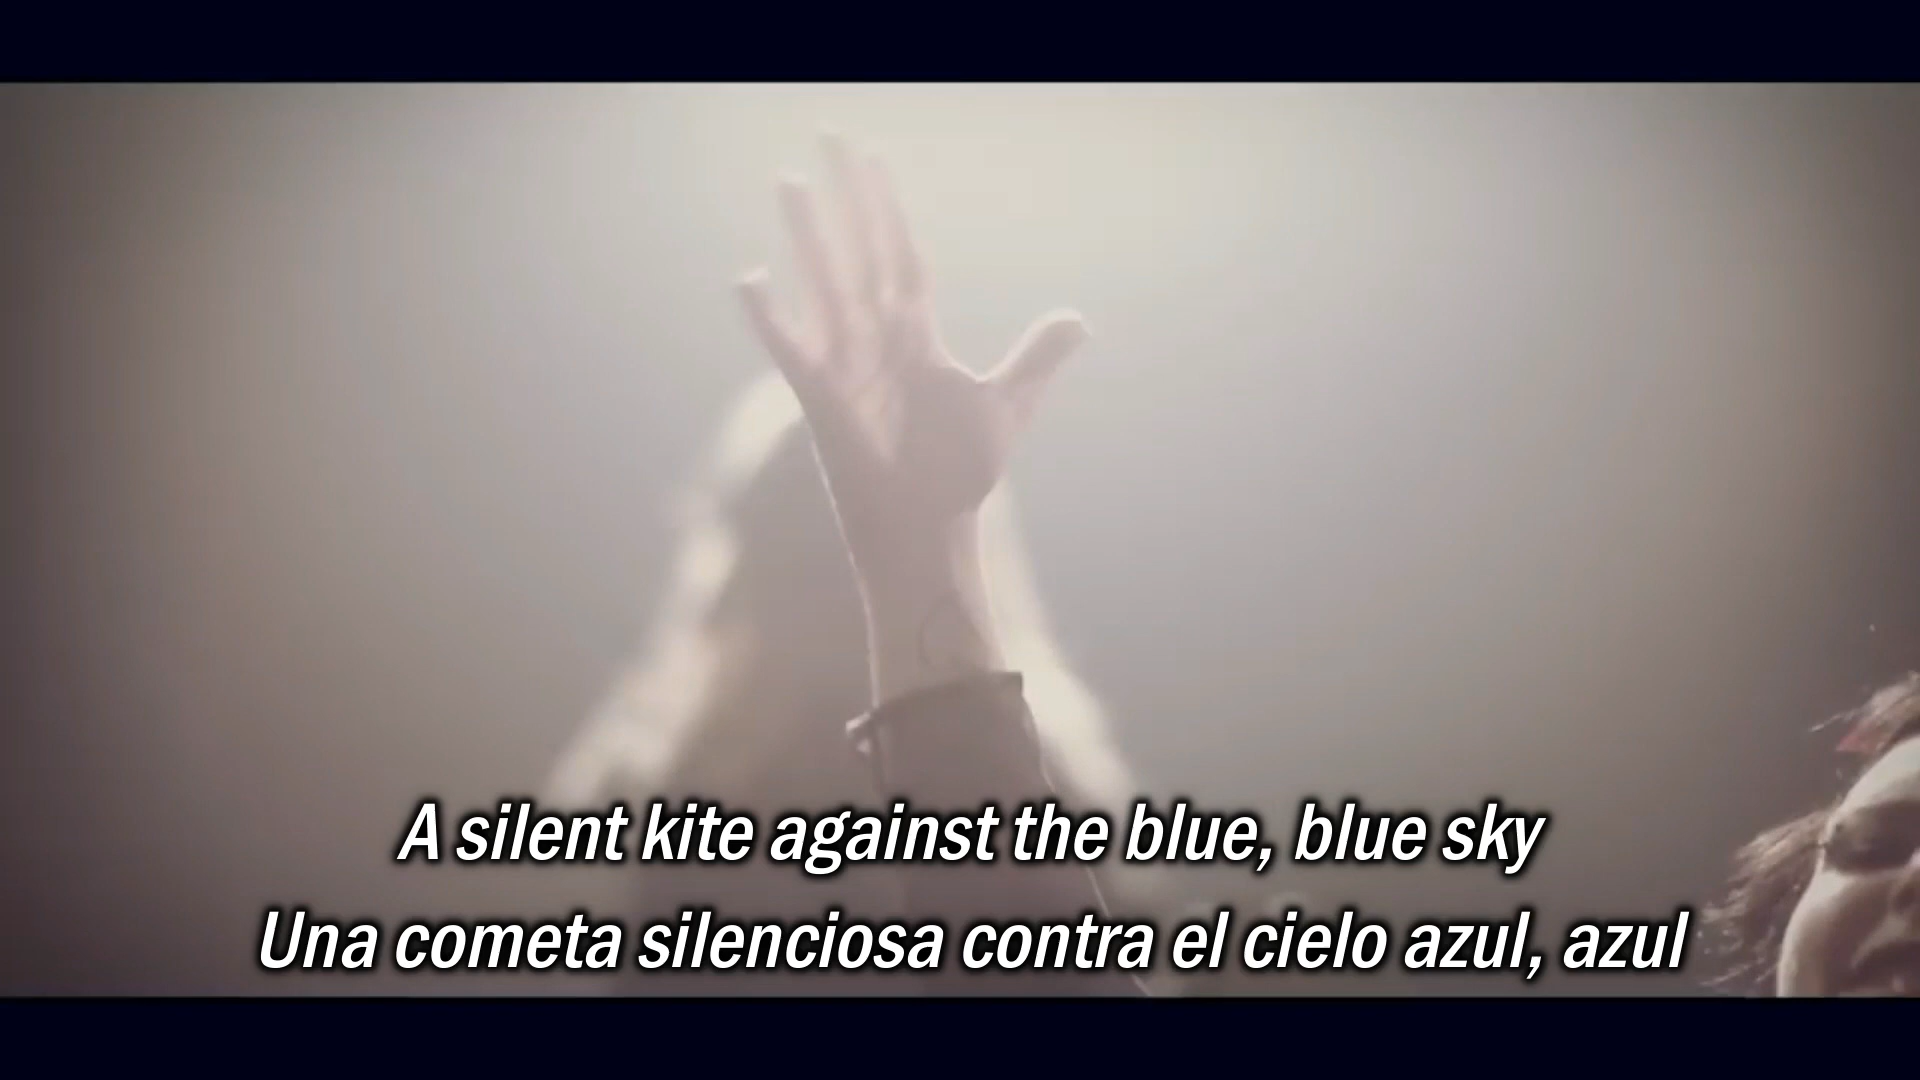 A silent kite against the blue, blue sky
Una cometa silenciosa contra el cielo azul, azul